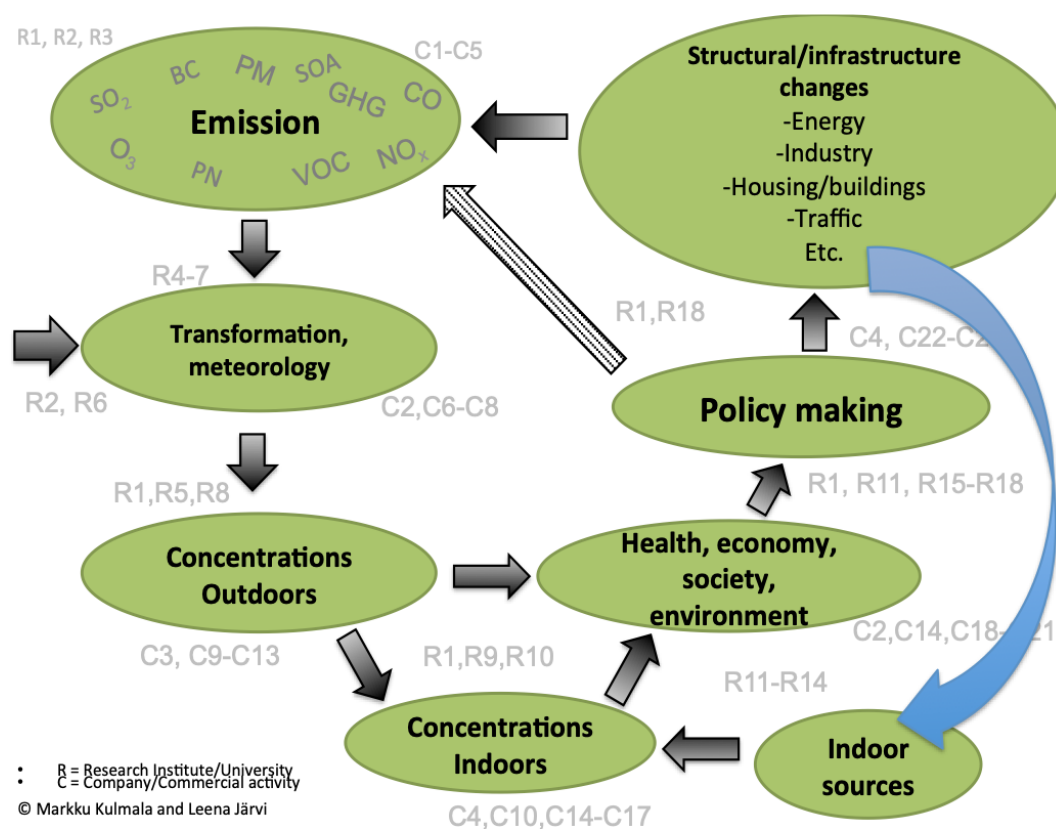 R1, R2, R3
C1-C5
SO₂
BC
PM
SOA
GHG
CO
Emission
O₃
PN
VOC
NOₓ
Structural/infrastructure
changes
-Energy
-Industry
-Housing/buildings
-Traffic
Etc.
R4-7
R1,R18
Transformation,
meteorology
C4, C22-C2
R2, R6
C2,C6-C8
Policy making
R1,R5,R8
R1, R11, R15-R18
Concentrations
Outdoors
Health, economy,
society,
environment
C3, C9-C13
R1,R9,R10
C2,C14,C18-21
R11-R14
Concentrations
Indoors
Indoor
sources
• R = Research Institute/University
• C = Company/Commercial activity
© Markku Kulmala and Leena Järvi
C4,C10,C14-C17